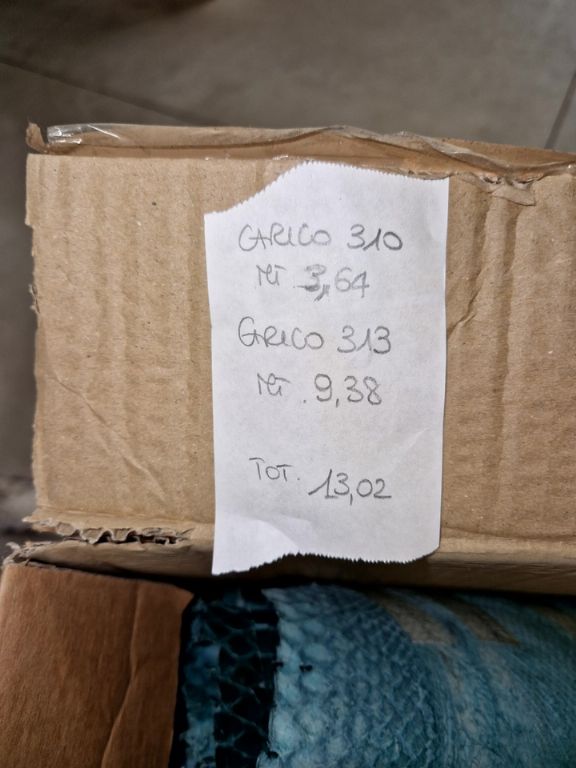 CARICO 310
MT 3,64
CARICO 313
MT . 9,38
TOT. 13,02